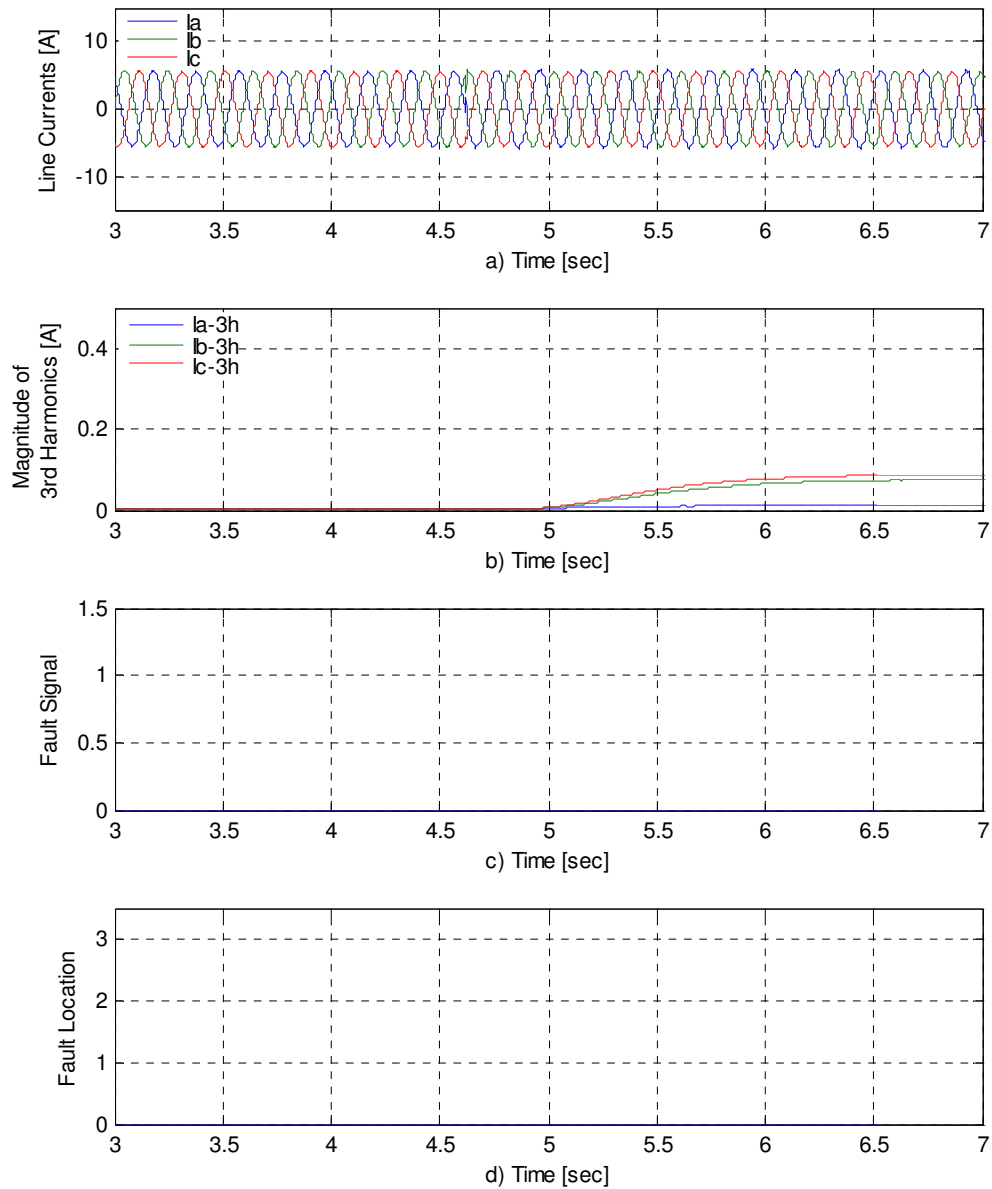 Line Currents [A]
10
0
-10
Ia
Ib
Ic
3 3.5 4 4.5 5 5.5 6 6.5 7
a) Time [sec]
Magnitude of
3rd Harmonics [A]
0.4
0.2
0
Ia-3h
Ib-3h
Ic-3h
3 3.5 4 4.5 5 5.5 6 6.5 7
b) Time [sec]
Fault Signal
1.5
1
0.5
0
3 3.5 4 4.5 5 5.5 6 6.5 7
c) Time [sec]
Fault Location
3
2
1
0
3 3.5 4 4.5 5 5.5 6 6.5 7
d) Time [sec]